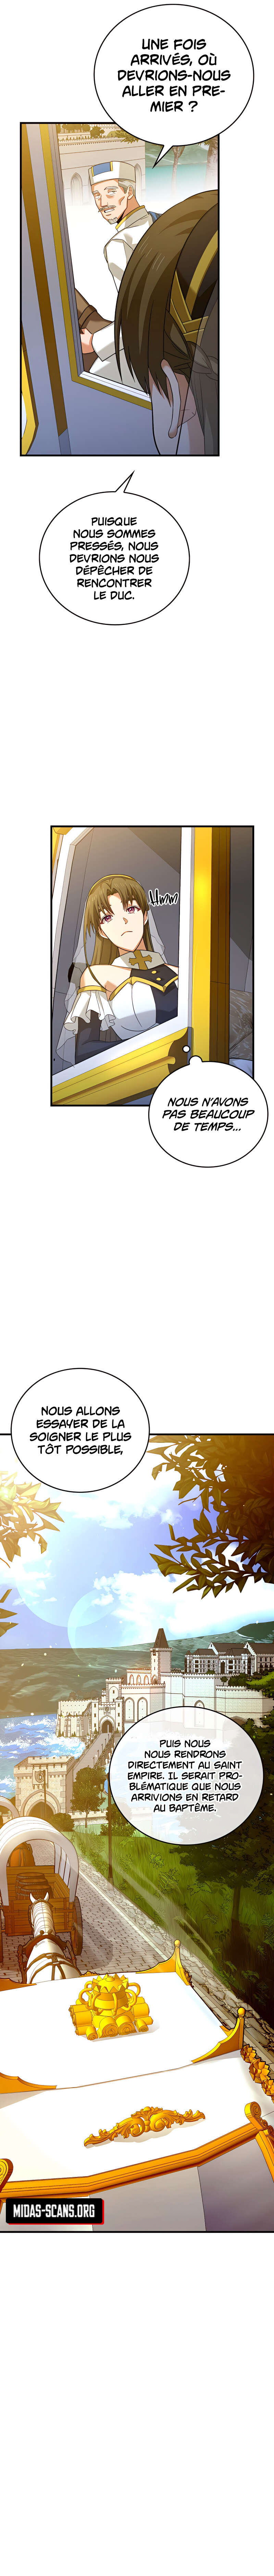 UNE FOIS
ARRIVÉS, OÙ
DEVRIONS-NOUS
ALLER EN PRE-
MIER ?
PUISQUE
NOUS SOMMES
PRESSÉS, NOUS
DEVRIONS NOUS
DÉPÊCHER DE
RENCONTRER
LE DUC.
Hmm
NOUS N'AVONS
PAS BEAUCOUP
DE TEMPS...
NOUS ALLONS
ESSAYER DE LA
SOIGNER LE PLUS
TÔT POSSIBLE,
PUIS NOUS
NOUS RENDRONS
DIRECTEMENT AU SAINT
EMPIRE. IL SERAIT PRO-
BLÉMATIQUE QUE NOUS
ARRIVIONS EN RETARD
AU BAPTÊME.
MIDAS-SCANS.ORG